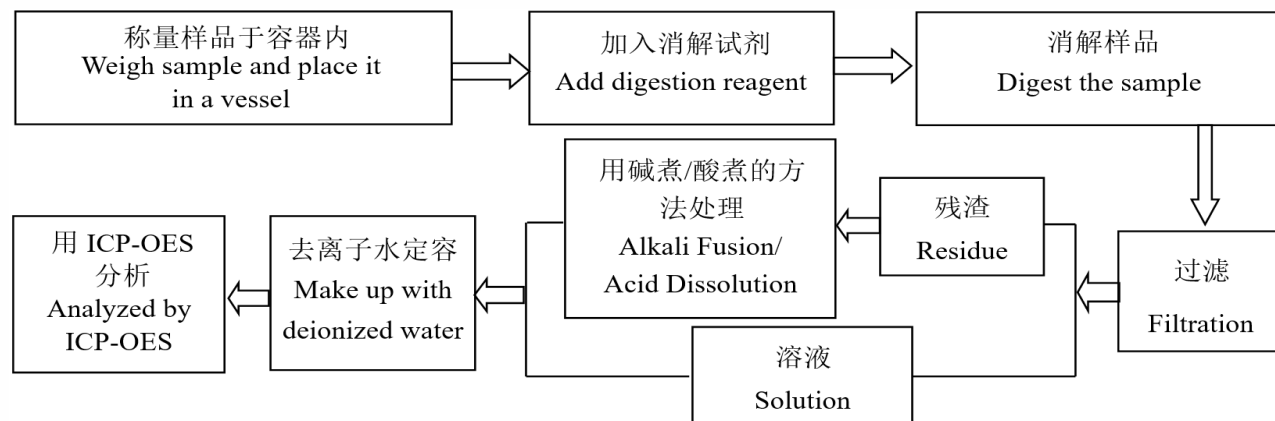 称量样品于容器内
Weigh sample and place it
in a vessel
加入消解试剂
Add digestion reagent
消解样品
Digest the sample
过滤
Filtration
残渣
Residue
用碱煮/酸煮的方
法处理
Alkali Fusion/
Acid Dissolution
溶液
Solution
去离子水定容
Make up with
deionized water
用 ICP-OES
分析
Analyzed by
ICP-OES